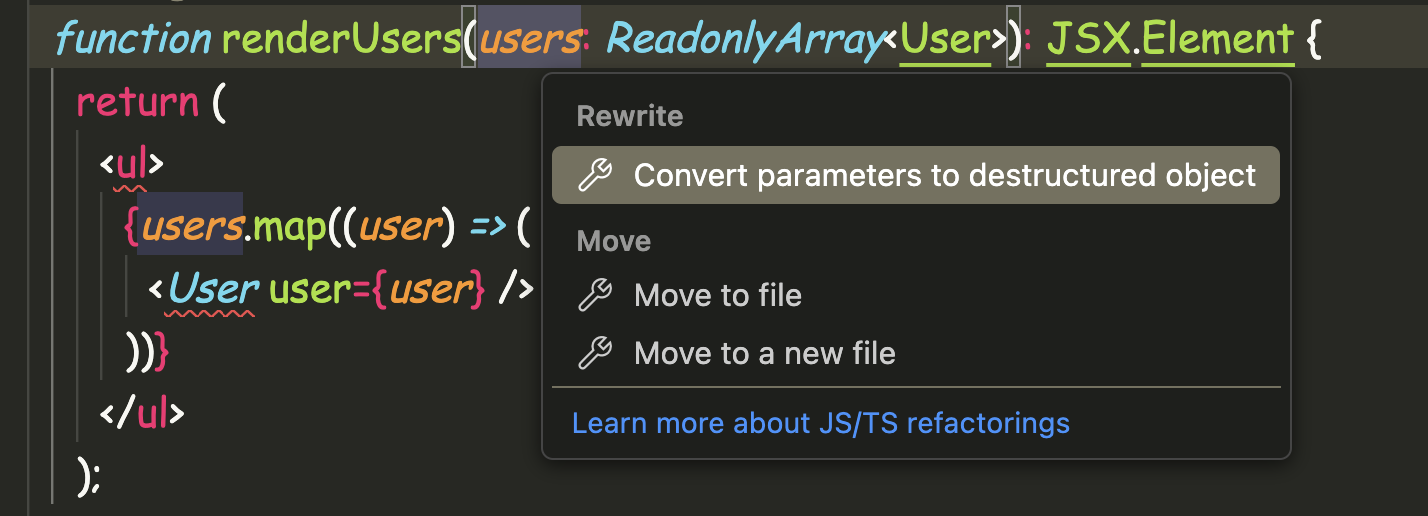 function renderUsers(users: ReadonlyArray<User>): JSX.Element {
return (
<ul>
{users.map((user) => (
<User user={user} />
))}
</ul>
);
Rewrite
Convert parameters to destructured object
Move
Move to file
Move to a new file
Learn more about JS/TS refactorings